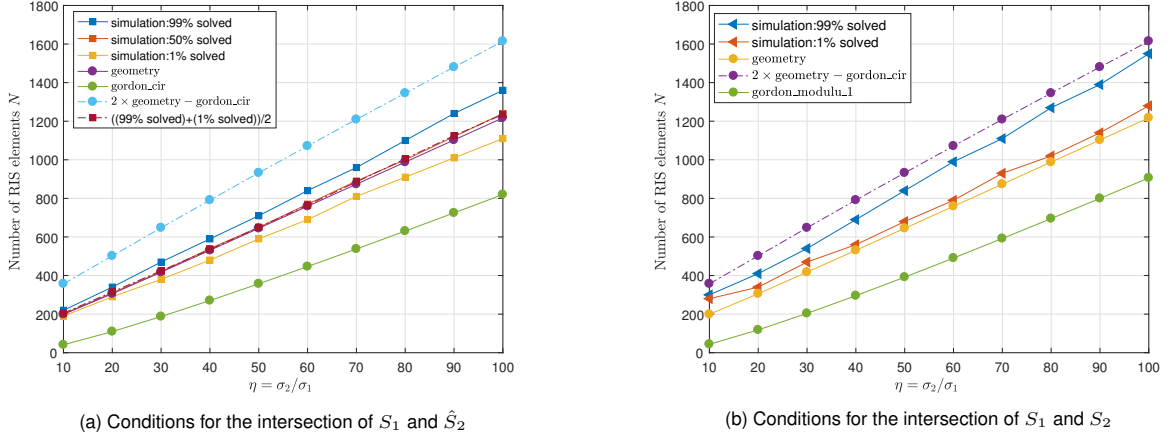 1800
1600
1400
1200
1000
800
600
400
200
0
Number of RIS elements N
simulation:99% solved
simulation:50% solved
simulation:1% solved
geometry
gordon_cir
2 × geometry − gordon_cir
((99% solved)+(1% solved))/2
10 20 30 40 50 60 70 80 90 100
η = σ₂/σ₁
(a) Conditions for the intersection of S₁ and Ŝ₂
1800
1600
1400
1200
1000
800
600
400
200
0
Number of RIS elements N
simulation:99% solved
simulation:1% solved
geometry
2 × geometry − gordon_cir
gordon_modulu_1
10 20 30 40 50 60 70 80 90 100
η = σ₂/σ₁
(b) Conditions for the intersection of S₁ and S₂